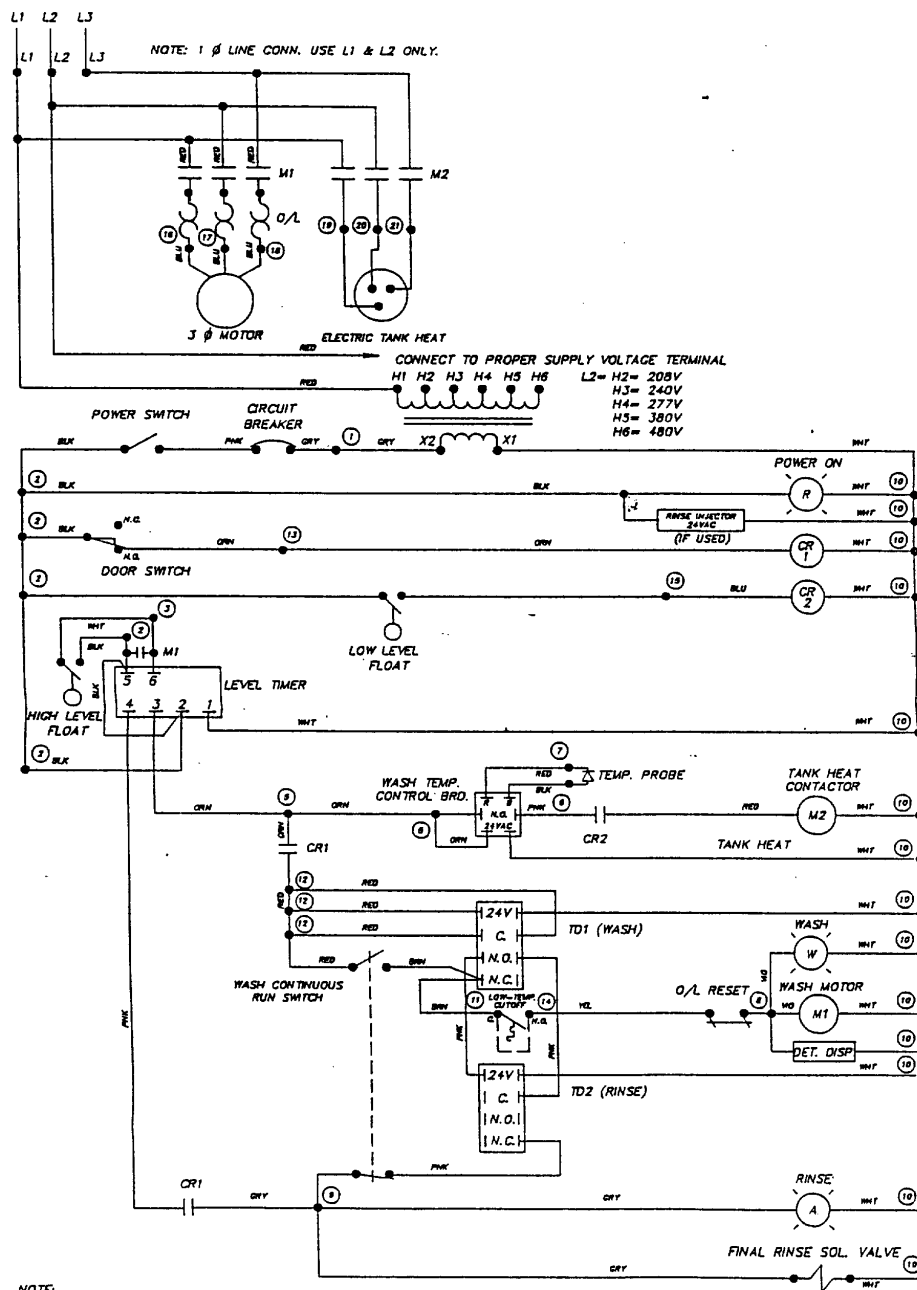 L1 L2 L3
NOTE: 1 Ø LINE CONN. USE L1 & L2 ONLY.
L1 L2 L3
RED RED RED
M1 M2
O/L
16 17 18 19 20 21
BLU BLU BLU
3 Ø MOTOR
ELECTRIC TANK HEAT
RED
CONNECT TO PROPER SUPPLY VOLTAGE TERMINAL
RED
H1 H2 H3 H4 H5 H6
L2= H2= 208V
H3= 240V
H4= 277V
H5= 380V
H6= 480V
POWER SWITCH
CIRCUIT BREAKER
BLK PNK GRY 1 GRY X2 X1 WHT
POWER ON
2 BLK BLK R WHT 10
RINSE INJECTOR
24VAC
(IF USED)
WHT 10
2 BLK N.C.
N.O. ORN 13 ORN CR 1 WHT 10
DOOR SWITCH
2 15 BLU CR 2 WHT 10
LOW LEVEL FLOAT
3
WHT 2
BLK M1
5 6
LEVEL TIMER
BLK
4 3 2 1
HIGH LEVEL FLOAT
WHT WHT 10
2 BLK
7
RED TEMP. PROBE
BLK
WASH TEMP. CONTROL BRD.
TANK HEAT CONTACTOR
ORN 5 ORN N.O. PNK 6 RED M2 WHT 10
24VAC
CR2
ORN
TANK HEAT WHT 10
ORN
CR1
12 RED
RED 12 RED 24V WHT 10
12 C. TD1 (WASH)
WASH
N.O. W WHT 10
RED BRN N.C.
WASH CONTINUOUS RUN SWITCH
O/L RESET
WASH MOTOR
11 LOW-TEMP. CUTOFF 14
BRN N.O. YEL 8 M1 WHT 10
PNK PNK
DET. DISP WHT 10
24V WHT 10
C. TD2 (RINSE)
N.O.
N.C.
PNK
PNK
RINSE
CR1 GRY 9 GRY A WHT 10
FINAL RINSE SOL. VALVE
GRY WHT 10
NOTE: